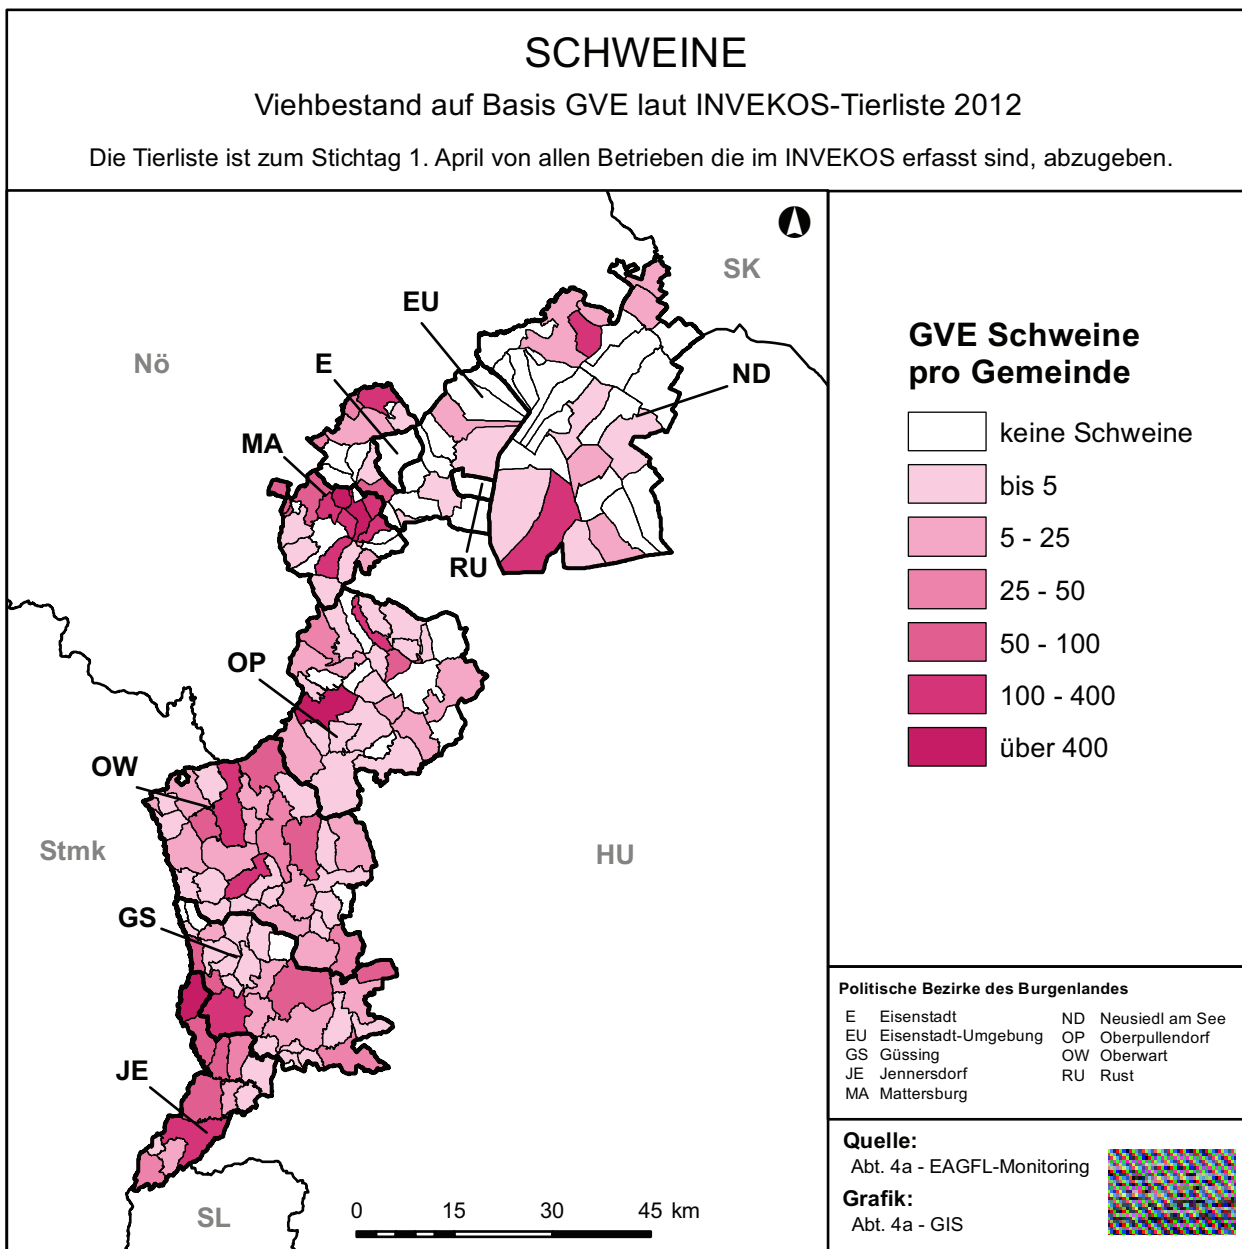 SCHWEINE
Viehbestand auf Basis GVE laut INVEKOS-Tierliste 2012
Die Tierliste ist zum Stichtag 1. April von allen Betrieben die im INVEKOS erfasst sind, abzugeben.
SK
EU
Nö
E
ND
MA
RU
OP
OW
Stmk
HU
GS
JE
SL
0 15 30 45 km
GVE Schweine
pro Gemeinde
keine Schweine
bis 5
5 - 25
25 - 50
50 - 100
100 - 400
über 400
Politische Bezirke des Burgenlandes
E Eisenstadt
EU Eisenstadt-Umgebung
GS Güssing
JE Jennersdorf
MA Mattersburg
ND Neusiedl am See
OP Oberpullendorf
OW Oberwart
RU Rust
Quelle:
Abt. 4a - EAGFL-Monitoring
Grafik:
Abt. 4a - GIS